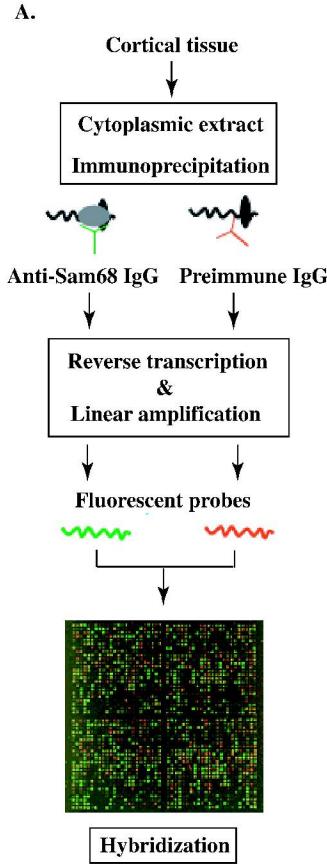 A.
Cortical tissue
Cytoplasmic extract
Immunoprecipitation
Anti-Sam68 IgG Preimmune IgG
Reverse transcription
&
Linear amplification
Fluorescent probes
Hybridization